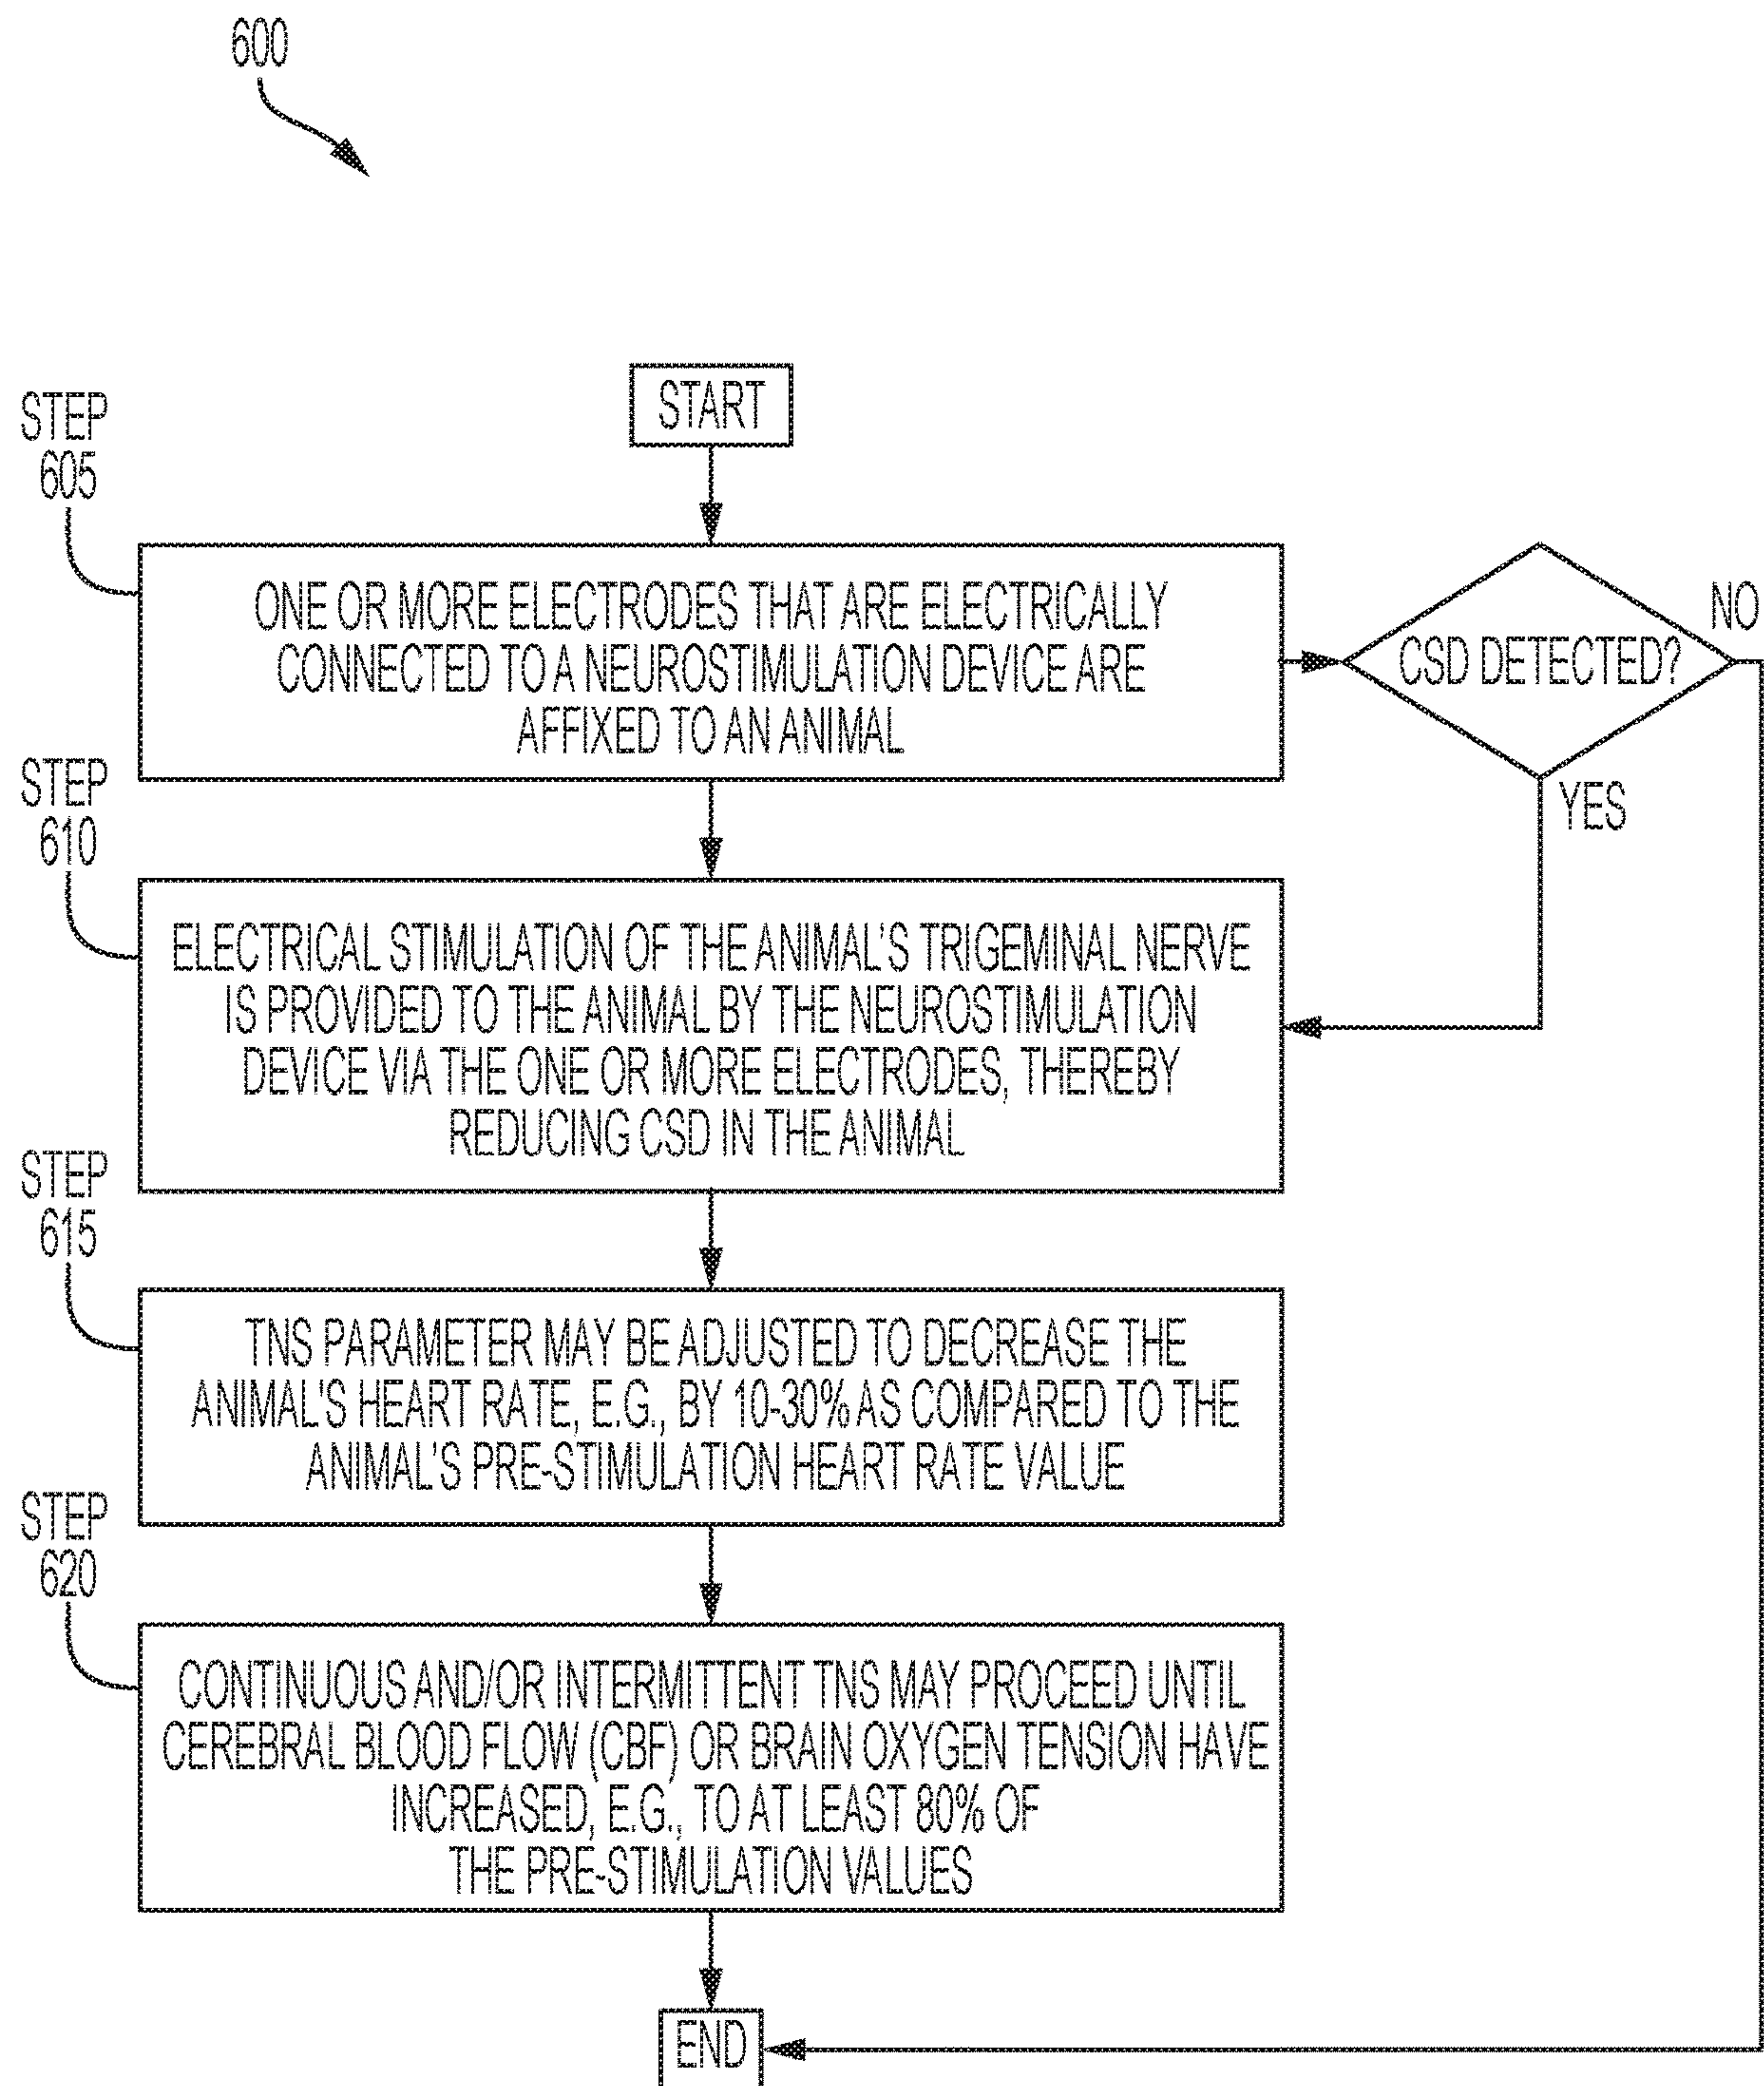 600
START
STEP
605
ONE OR MORE ELECTRODES THAT ARE ELECTRICALLY
CONNECTED TO A NEUROSTIMULATION DEVICE ARE
AFFIXED TO AN ANIMAL
CSD DETECTED?
NO
YES
STEP
610
ELECTRICAL STIMULATION OF THE ANIMAL'S TRIGEMINAL NERVE
IS PROVIDED TO THE ANIMAL BY THE NEUROSTIMULATION
DEVICE VIA THE ONE OR MORE ELECTRODES, THEREBY
REDUCING CSD IN THE ANIMAL
STEP
615
TNS PARAMETER MAY BE ADJUSTED TO DECREASE THE
ANIMAL'S HEART RATE, E.G., BY 10-30% AS COMPARED TO THE
ANIMAL'S PRE-STIMULATION HEART RATE VALUE
STEP
620
CONTINUOUS AND/OR INTERMITTENT TNS MAY PROCEED UNTIL
CEREBRAL BLOOD FLOW (CBF) OR BRAIN OXYGEN TENSION HAVE
INCREASED, E.G., TO AT LEAST 80% OF
THE PRE-STIMULATION VALUES
END